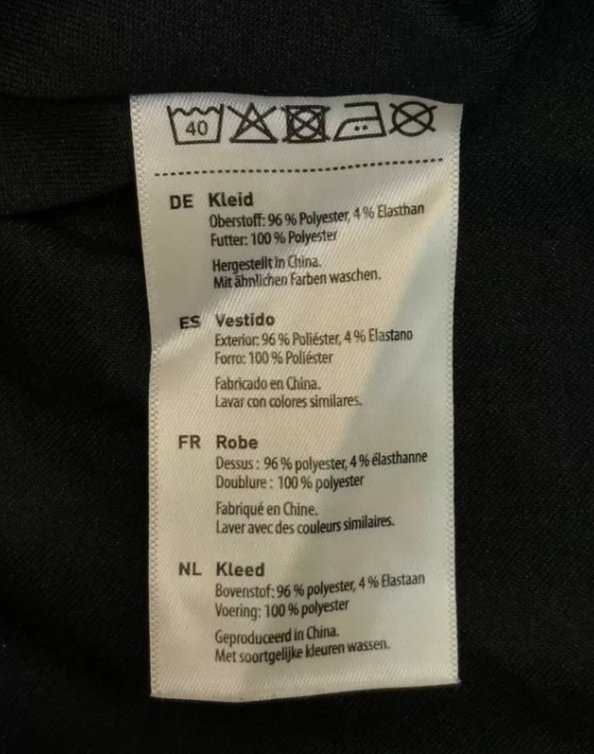 40
DE Kleid
Oberstoff: 96 % Polyester, 4 % Elasthan
Futter: 100 % Polyester
Hergestellt in China.
Mit ähnlichen Farben waschen.
ES Vestido
Exterior: 96 % Poliéster, 4 % Elastano
Forro: 100 % Poliéster
Fabricado en China.
Lavar con colores similares.
FR Robe
Dessus : 96 % polyester, 4 % élasthanne
Doublure : 100 % polyester
Fabriqué en Chine.
Laver avec des couleurs similaires.
NL Kleed
Bovenstof: 96 % polyester, 4 % Elastaan
Voering: 100 % polyester
Geproduceerd in China.
Met soortgelijke kleuren wassen.